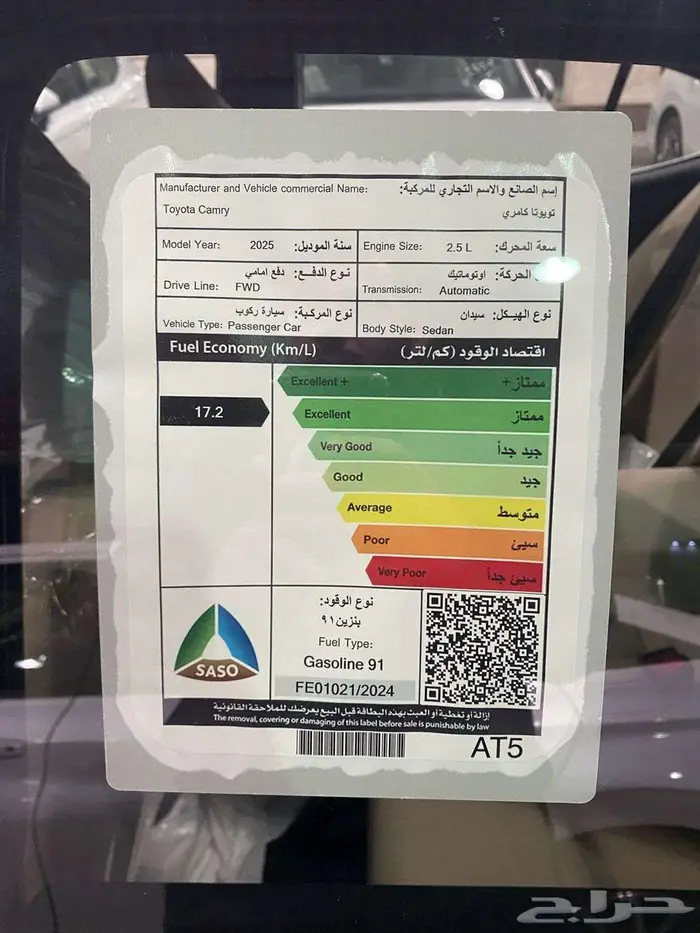 Manufacturer and Vehicle commercial Name: إسم الصانع والاسم التجاري للمركبة:
Toyota Camry تويوتا كامري
Model Year: 2025 سنة الموديل:
Engine Size: 2.5 L سعة المحرك:
نوع الدفع: دفع امامي
Drive Line: FWD
الحركة: اوتوماتيك
Transmission: Automatic
نوع المركبة: سيارة ركوب
Vehicle Type: Passenger Car
نوع الهيكل: سيدان
Body Style: Sedan
Fuel Economy (Km/L) اقتصاد الوقود (كم/لتر)
Excellent + ممتاز+
17.2
Excellent ممتاز
Very Good جيد جداً
Good جيد
Average متوسط
Poor سيئ
Very Poor سيئ جداً
SASO
نوع الوقود:
بنزين٩١
Fuel Type:
Gasoline 91
FE01021/2024
إزالة أو تغطية أو العبث بهذه البطاقة قبل البيع يعرضك للملاحقة القانونية
The removal, covering or damaging of this label before sale is punishable by law
AT5
حراج